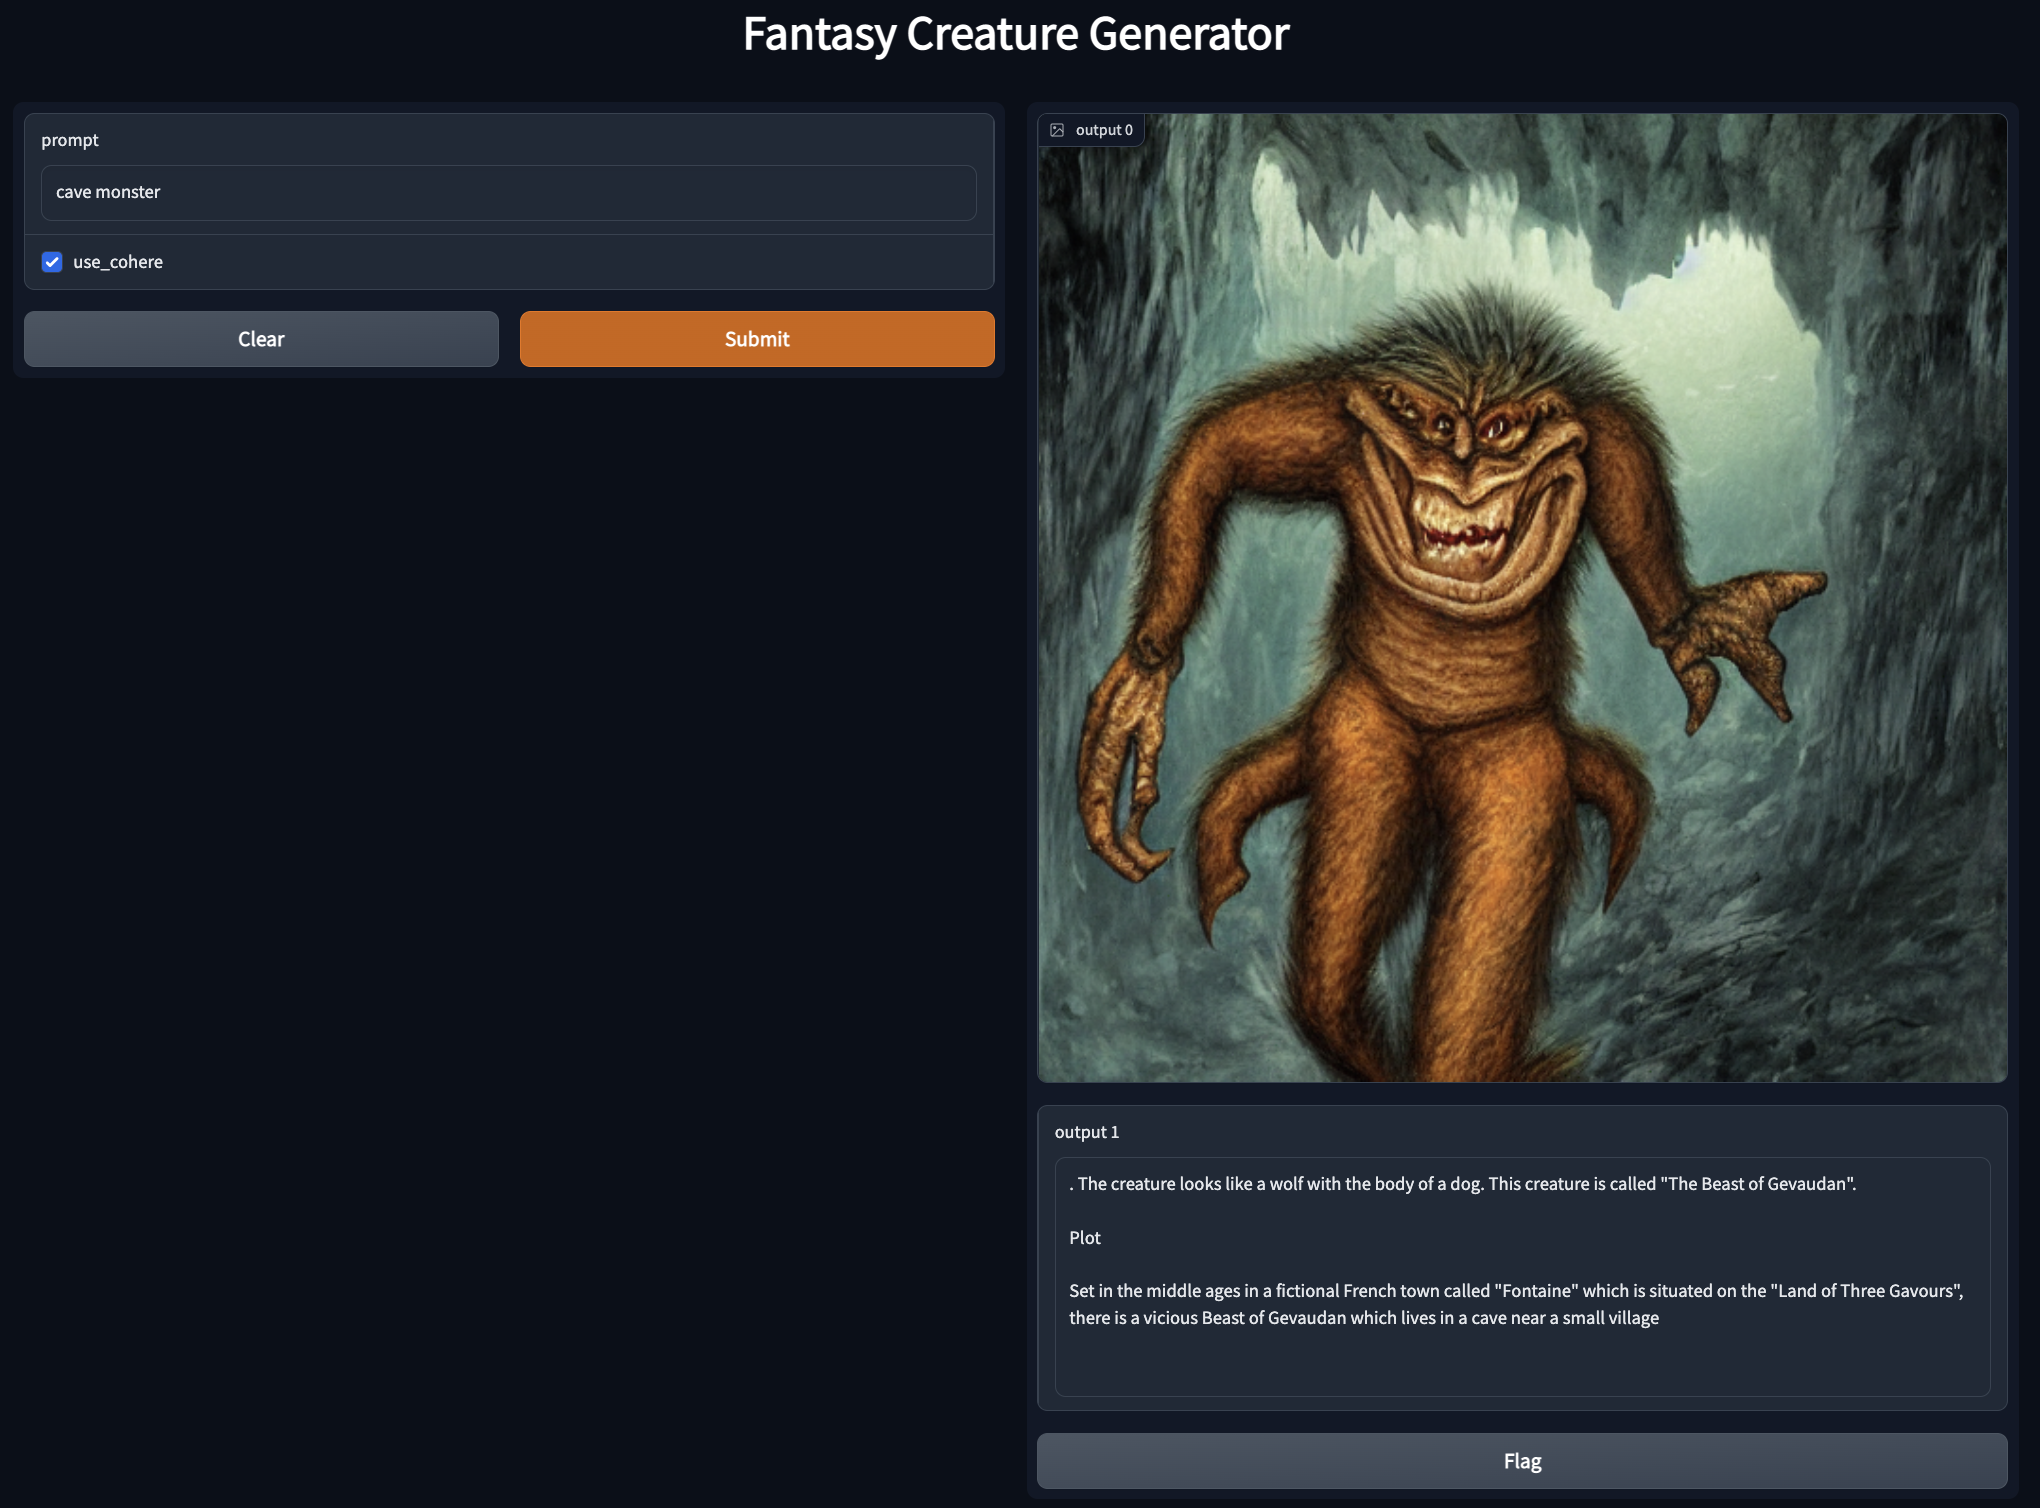 Fantasy Creature Generator
prompt
cave monster
use_cohere
Clear
Submit
output 0
output 1
. The creature looks like a wolf with the body of a dog. This creature is called "The Beast of Gevaudan".
Plot
Set in the middle ages in a fictional French town called "Fontaine" which is situated on the "Land of Three Gavours",
there is a vicious Beast of Gevaudan which lives in a cave near a small village
Flag